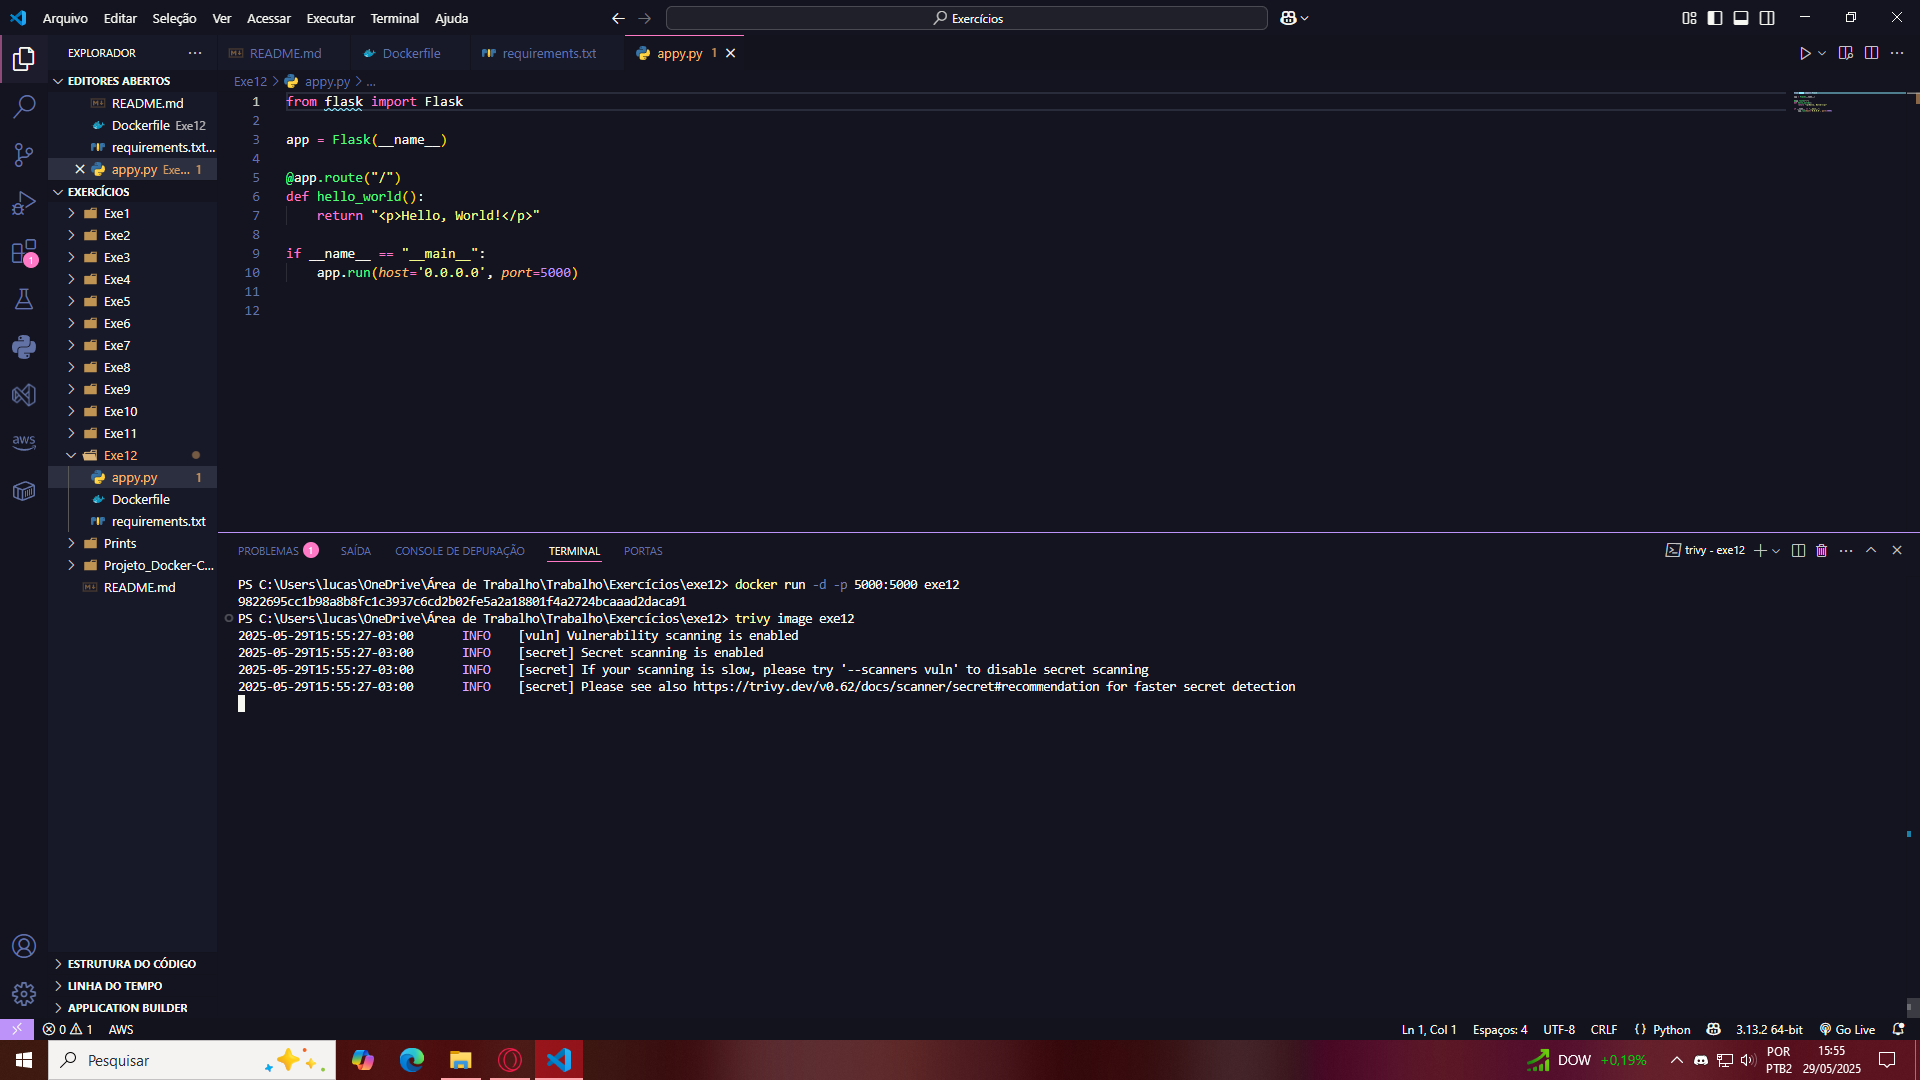 Arquivo Editar Seleção Ver Acessar Executar Terminal Ajuda
Exercícios
EXPLORADOR
README.md Dockerfile requirements.txt appy.py 1
EDITORES ABERTOS
README.md
Dockerfile Exe12
requirements.txt...
appy.py Exe... 1
EXERCÍCIOS
Exe1
Exe2
Exe3
Exe4
Exe5
Exe6
Exe7
Exe8
Exe9
Exe10
Exe11
Exe12
appy.py 1
Dockerfile
requirements.txt
Prints
Projeto_Docker-C...
README.md
ESTRUTURA DO CÓDIGO
LINHA DO TEMPO
APPLICATION BUILDER
1
aws
Exe12 > appy.py > ...
1 from flask import Flask
2
3 app = Flask(__name__)
4
5 @app.route("/")
6 def hello_world():
7 return "<p>Hello, World!</p>"
8
9 if __name__ == "__main__":
10 app.run(host='0.0.0.0', port=5000)
11
12
PROBLEMAS 1 SAÍDA CONSOLE DE DEPURAÇÃO TERMINAL PORTAS
trivy - exe12
PS C:\Users\lucas\OneDrive\Área de Trabalho\Trabalho\Exercícios\exe12> docker run -d -p 5000:5000 exe12
9822695cc1b98a8b8fc1c3937c6cd2b02fe5a2a18801f4a2724bcaaad2daca91
PS C:\Users\lucas\OneDrive\Área de Trabalho\Trabalho\Exercícios\exe12> trivy image exe12
2025-05-29T15:55:27-03:00 INFO [vuln] Vulnerability scanning is enabled
2025-05-29T15:55:27-03:00 INFO [secret] Secret scanning is enabled
2025-05-29T15:55:27-03:00 INFO [secret] If your scanning is slow, please try '--scanners vuln' to disable secret scanning
2025-05-29T15:55:27-03:00 INFO [secret] Please see also https://trivy.dev/v0.62/docs/scanner/secret#recommendation for faster secret detection
0 1 AWS
Ln 1, Col 1 Espaços: 4 UTF-8 CRLF {} Python 3.13.2 64-bit Go Live
Pesquisar
DOW +0,19%
POR
PTB2
15:55
29/05/2025